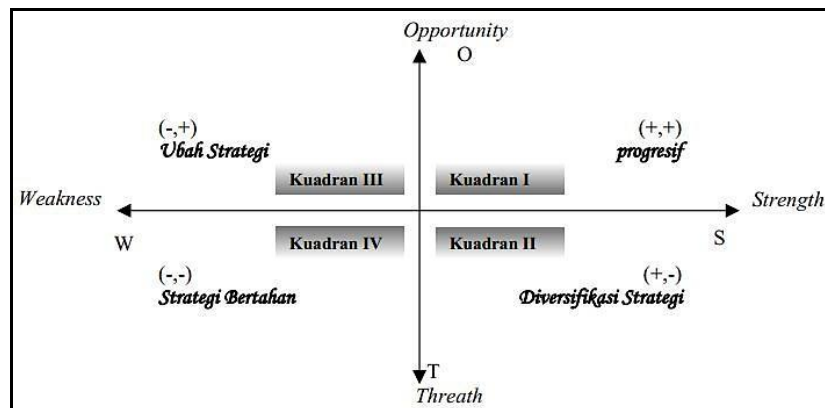 Opportunity
O
(-,+)
Ubah Strategi
(+,+)
progresif
Kuadran III
Kuadran I
Weakness
Strength
W
Kuadran IV
Kuadran II
S
(-,-)
Strategi Bertahan
(+,-)
Diversifikasi Strategi
T
Threath